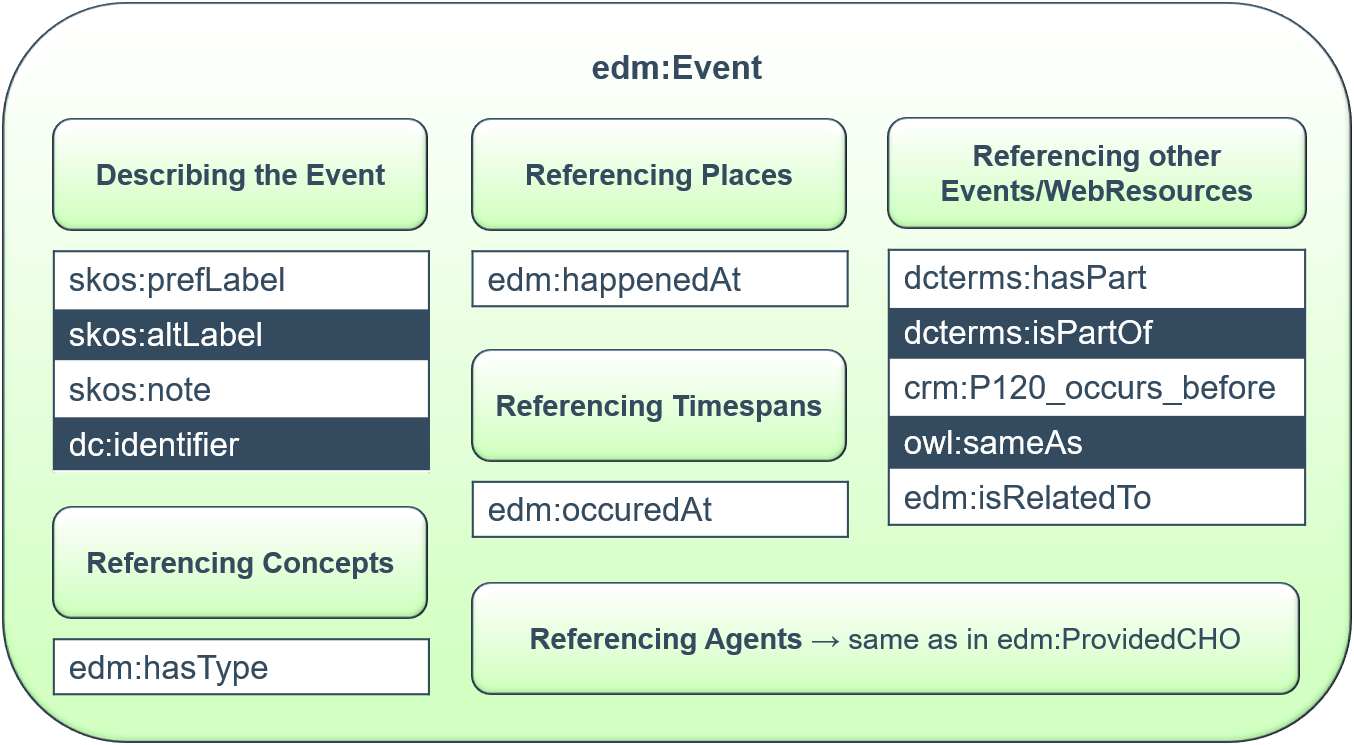 edm:Event
Describing the Event
skos:prefLabel
skos:altLabel
skos:note
dc:identifier
Referencing Concepts
edm:hasType
Referencing Places
edm:happenedAt
Referencing Timespans
edm:occuredAt
Referencing other
Events/WebResources
dcterms:hasPart
dcterms:isPartOf
crm:P120_occurs_before
owl:sameAs
edm:isRelatedTo
Referencing Agents → same as in edm:ProvidedCHO